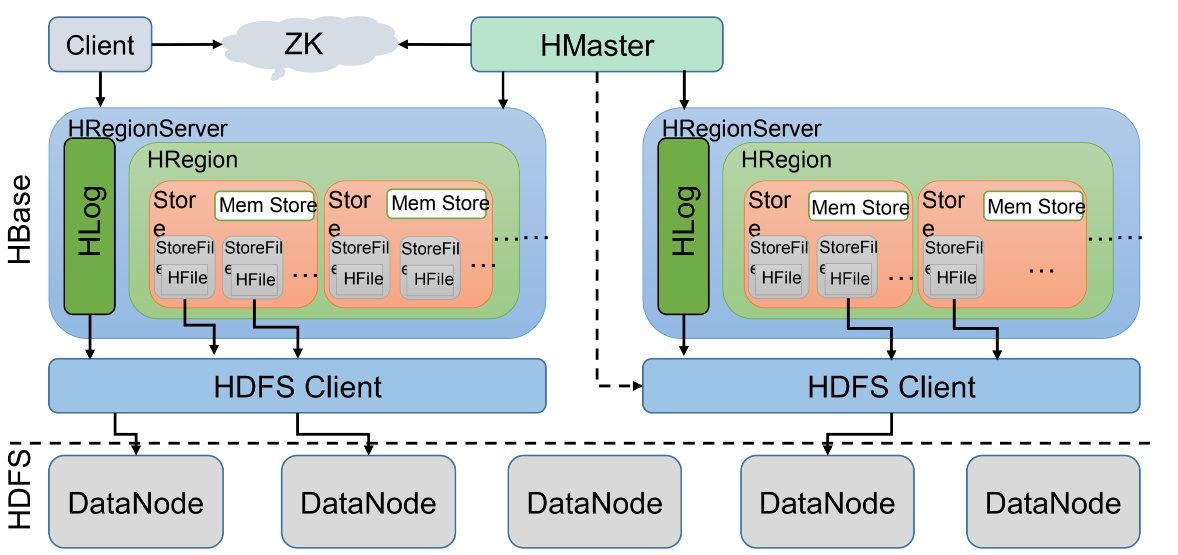 Client
ZK
HMaster
HBase
HRegionServer
HLog
HRegion
Stor
e
Mem Store
StoreFil
e
HFile
StoreFil
e
HFile
...
Stor
e
Mem Store
StoreFil
e
HFile
StoreFil
e
HFile
...
......
HRegionServer
HLog
HRegion
Stor
e
Mem Store
StoreFil
e
HFile
StoreFil
e
HFile
...
Stor
e
Mem Store
StoreFil
e
HFile
...
......
HDFS Client
HDFS Client
HDFS
DataNode
DataNode
DataNode
DataNode
DataNode